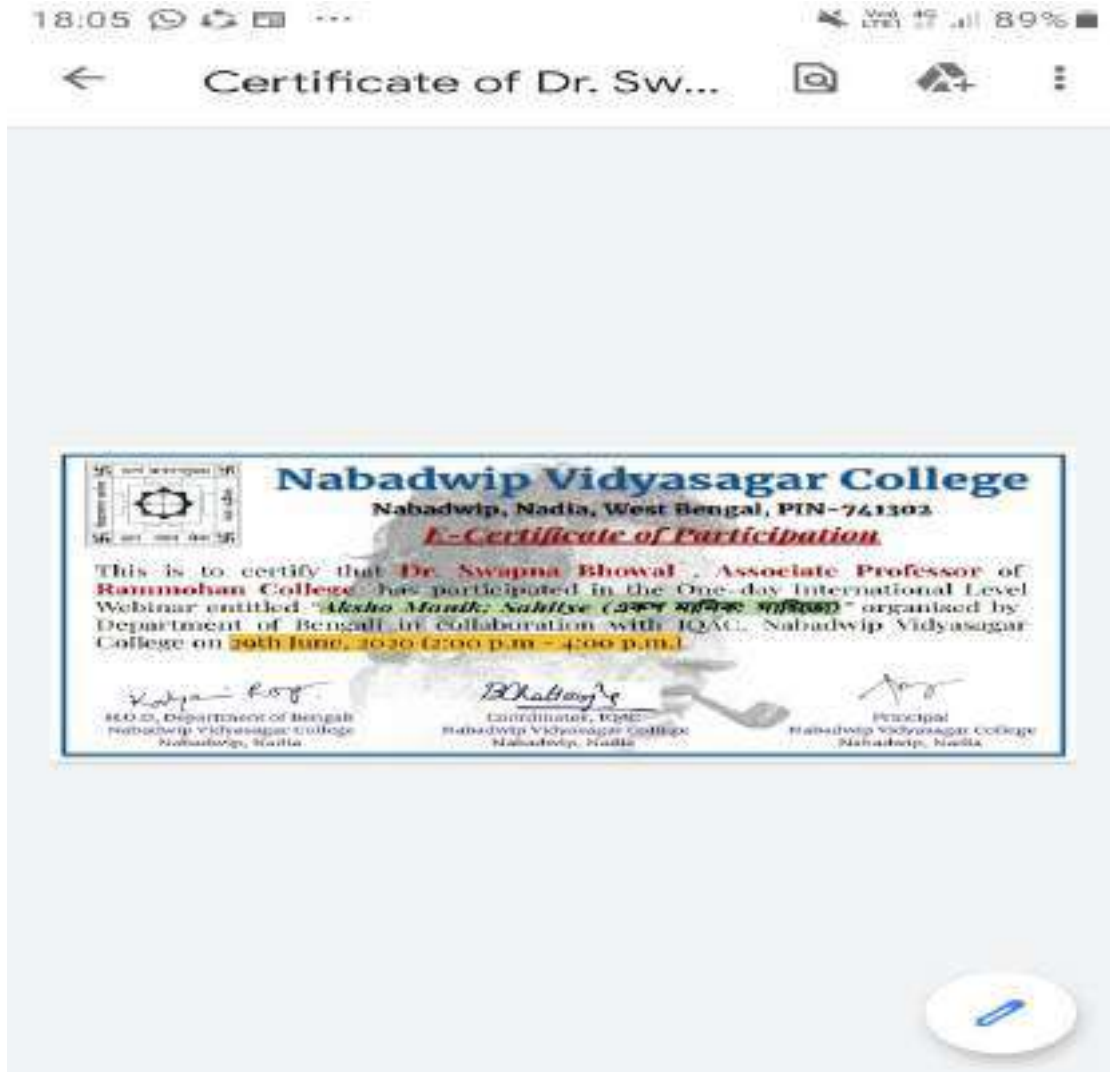 18:05 ... 4G 89%
Certificate of Dr. Sw...
Nabadwip Vidyasagar College
Nabadwip, Nadia, West Bengal, PIN-741302
E-Certificate of Participation
This is to certify that Dr. Swapna Bhowal , Associate Professor of
Rammohan College has participated in the One-day International Level
Webinar entitled "Aksho Manik: Sahitye (একশ মানিক: সাহিত্যে)" organised by
Department of Bengali in collaboration with IQAC, Nabadwip Vidyasagar
College on 29th June, 2020 (2:00 p.m - 4:00 p.m.)
H.O.D, Department of Bengali
Nabadwip Vidyasagar College
Nabadwip, Nadia
Coordinator, IQAC
Nabadwip Vidyasagar College
Nabadwip, Nadia
Principal
Nabadwip Vidyasagar College
Nabadwip, Nadia